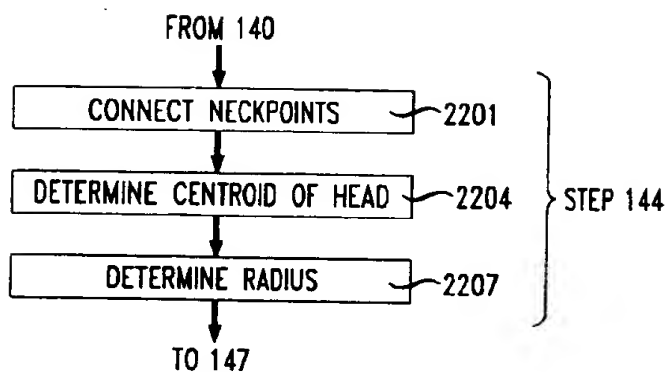 FROM 140
CONNECT NECKPOINTS 2201
DETERMINE CENTROID OF HEAD 2204
STEP 144
DETERMINE RADIUS 2207
TO 147